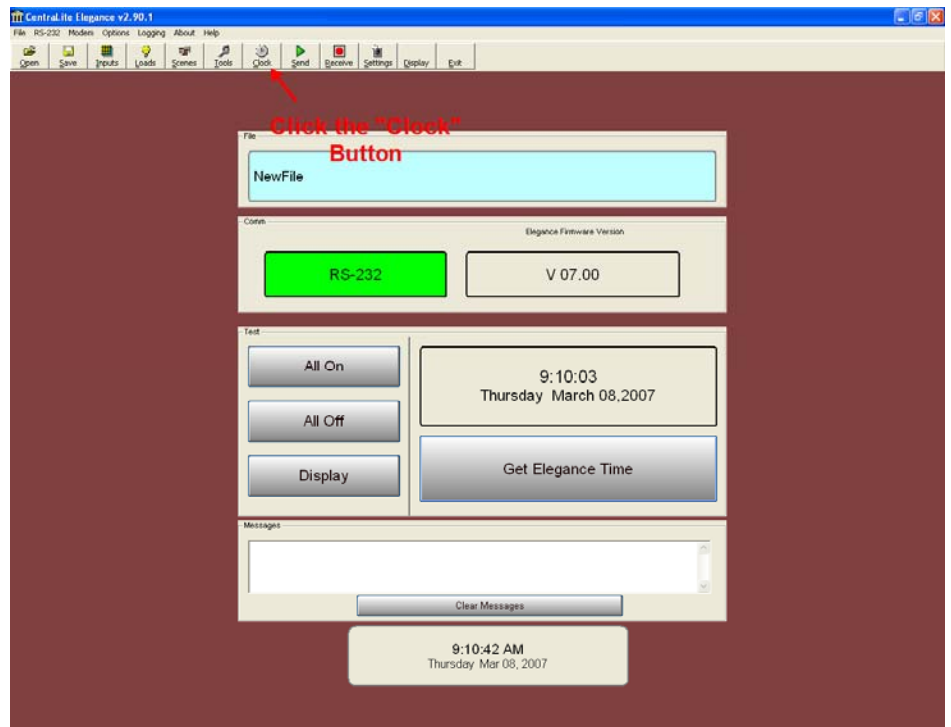 CentraLite Elegance v2.90.1
File RS-232 Modem Options Logging About Help
Open Save Inputs Loads Scenes Tools Clock Send Receive Settings Display Exit
Click the "Clock"
Button
File
NewFile
Comm
Elegance Firmware Version
RS-232
V 07.00
Test
All On
9:10:03
Thursday March 08,2007
All Off
Get Elegance Time
Display
Messages
Clear Messages
9:10:42 AM
Thursday Mar 08, 2007